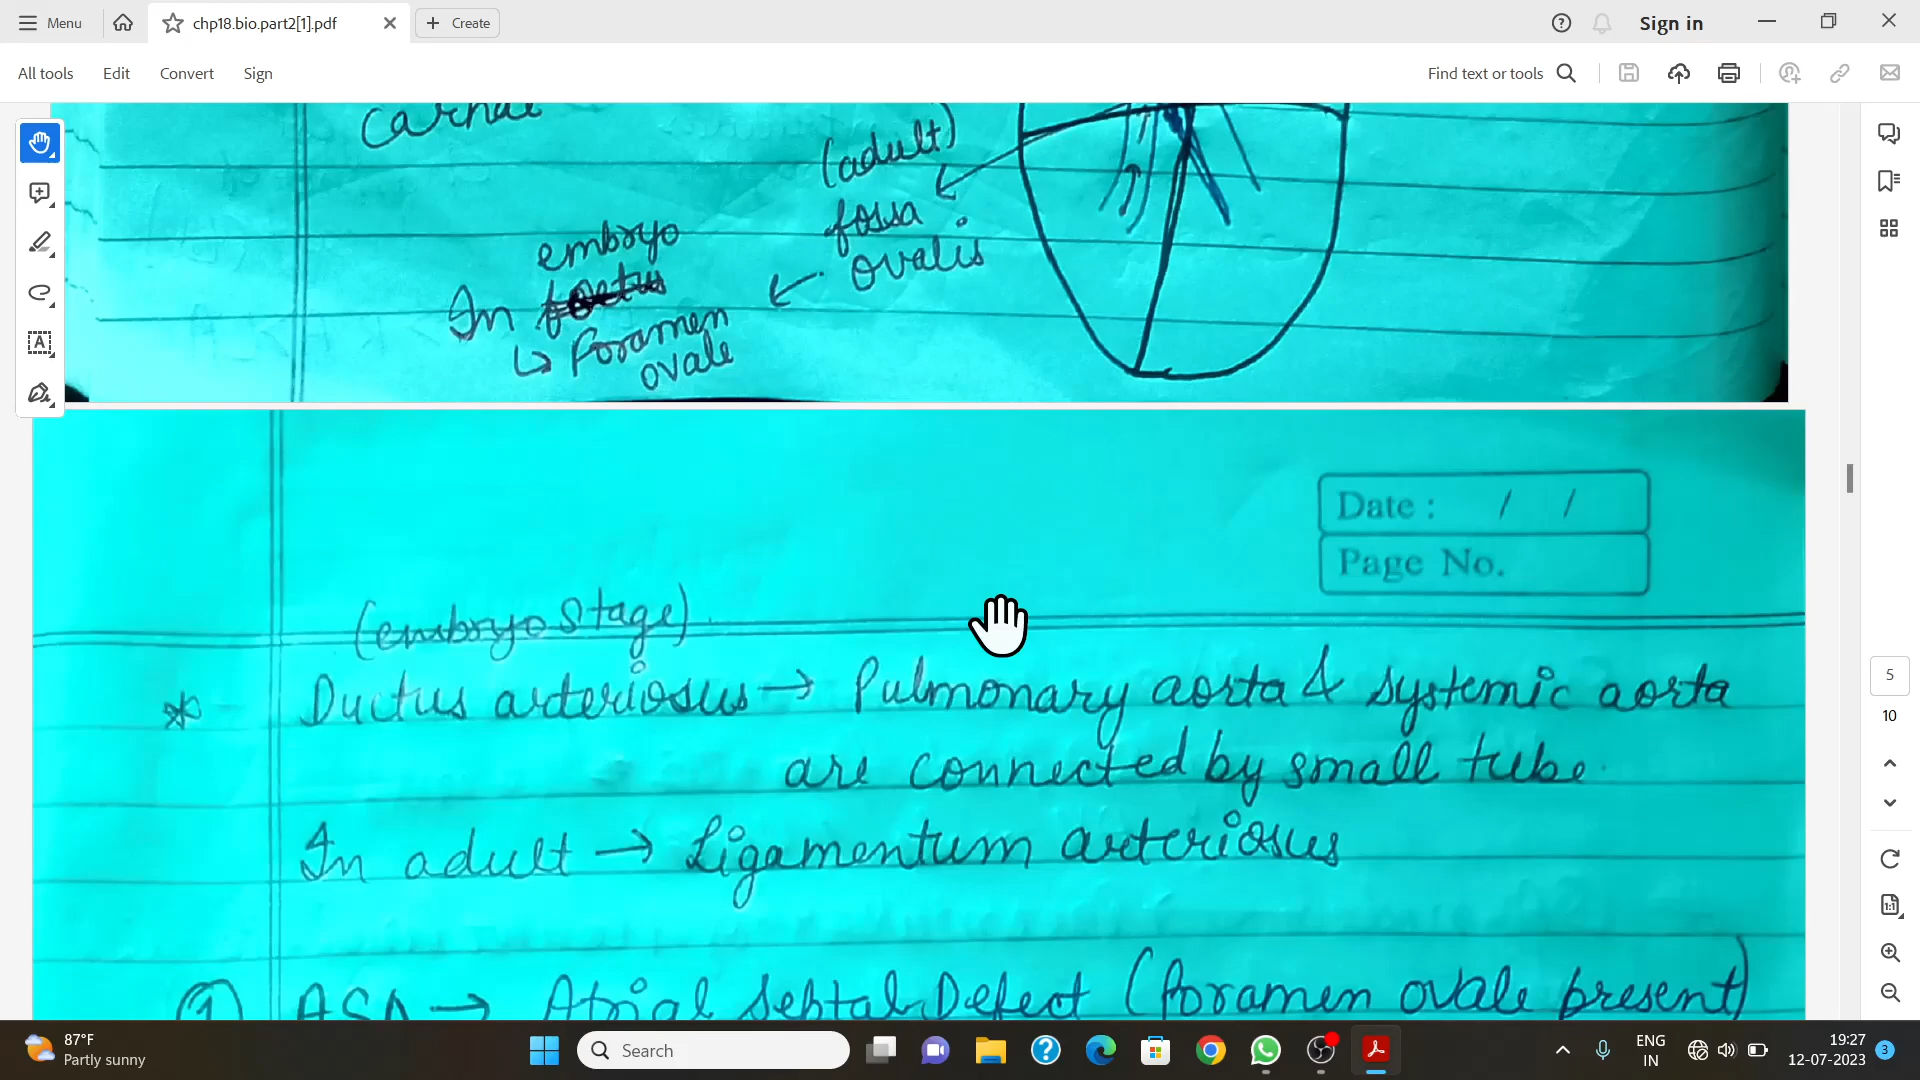 Menu
chp18.bio.part2[1].pdf
Create
Sign in
All tools
Edit
Convert
Sign
Find text or tools
(adult)
fossa
ovalis
embryo
In foetus
↳ Foramen
ovale
Date : / /
Page No.
(embryo stage)
* Ductus arteriosus → Pulmonary aorta & systemic aorta
are connected by small tube.
In adult → Ligamentum arteriosus
① ASD → Atrial Septal Defect (foramen ovale present)
5
10
87°F
Partly sunny
Search
ENG
IN
19:27
12-07-2023
3